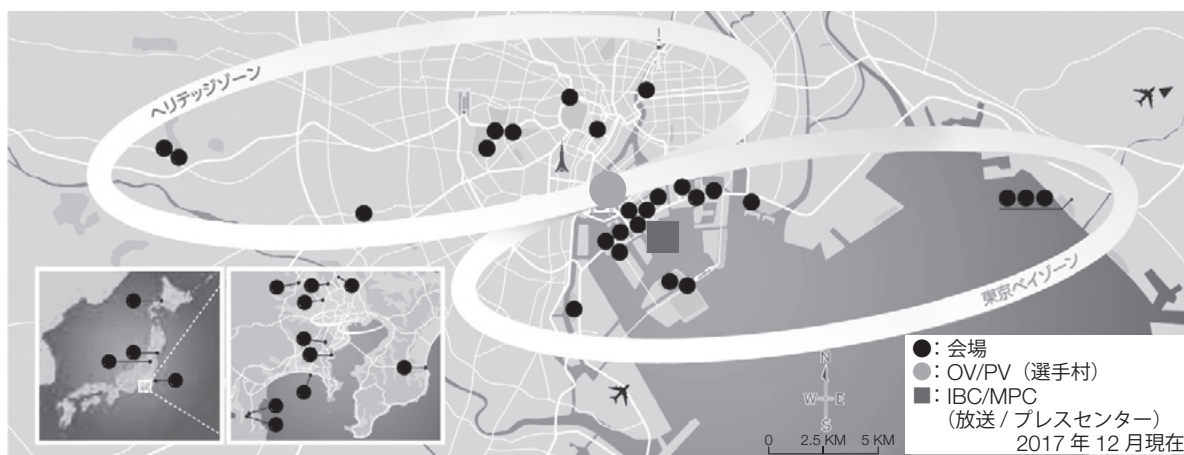 ヘリテッジゾーン
東京ベイゾーン
N
W E
S
0 2.5 KM 5 KM
●：会場
●：OV/PV（選手村）
■：IBC/MPC
（放送 / プレスセンター）
2017 年 12 月現在